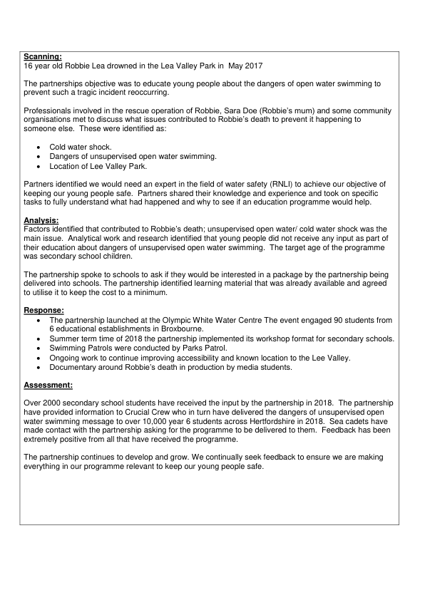 Scanning:
16 year old Robbie Lea drowned in the Lea Valley Park in  May 2017
The partnerships objective was to educate young people about the dangers of open water swimming to
prevent such a tragic incident reoccurring.
Professionals involved in the rescue operation of Robbie, Sara Doe (Robbie's mum) and some community
organisations met to discuss what issues contributed to Robbie's death to prevent it happening to
someone else.  These were identified as:
• Cold water shock.
• Dangers of unsupervised open water swimming.
• Location of Lee Valley Park.
Partners identified we would need an expert in the field of water safety (RNLI) to achieve our objective of
keeping our young people safe.  Partners shared their knowledge and experience and took on specific
tasks to fully understand what had happened and why to see if an education programme would help.
Analysis:
Factors identified that contributed to Robbie's death; unsupervised open water/ cold water shock was the
main issue.  Analytical work and research identified that young people did not receive any input as part of
their education about dangers of unsupervised open water swimming.  The target age of the programme
was secondary school children.
The partnership spoke to schools to ask if they would be interested in a package by the partnership being
delivered into schools. The partnership identified learning material that was already available and agreed
to utilise it to keep the cost to a minimum.
Response:
• The partnership launched at the Olympic White Water Centre The event engaged 90 students from
6 educational establishments in Broxbourne.
• Summer term time of 2018 the partnership implemented its workshop format for secondary schools.
• Swimming Patrols were conducted by Parks Patrol.
• Ongoing work to continue improving accessibility and known location to the Lee Valley.
• Documentary around Robbie's death in production by media students.
Assessment:
Over 2000 secondary school students have received the input by the partnership in 2018.  The partnership
have provided information to Crucial Crew who in turn have delivered the dangers of unsupervised open
water swimming message to over 10,000 year 6 students across Hertfordshire in 2018.  Sea cadets have
made contact with the partnership asking for the programme to be delivered to them.  Feedback has been
extremely positive from all that have received the programme.
The partnership continues to develop and grow. We continually seek feedback to ensure we are making
everything in our programme relevant to keep our young people safe.